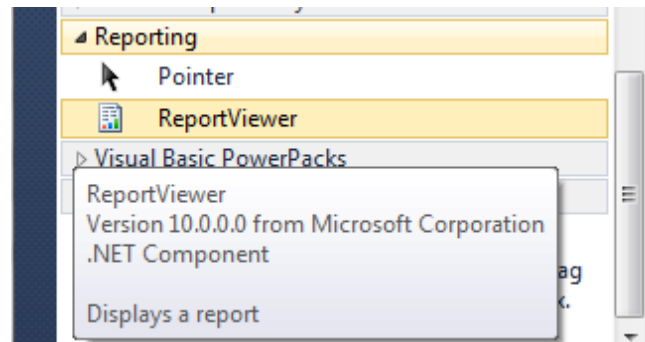 Reporting
Pointer
ReportViewer
Visual Basic PowerPacks
ReportViewer
Version 10.0.0.0 from Microsoft Corporation
.NET Component
Displays a report